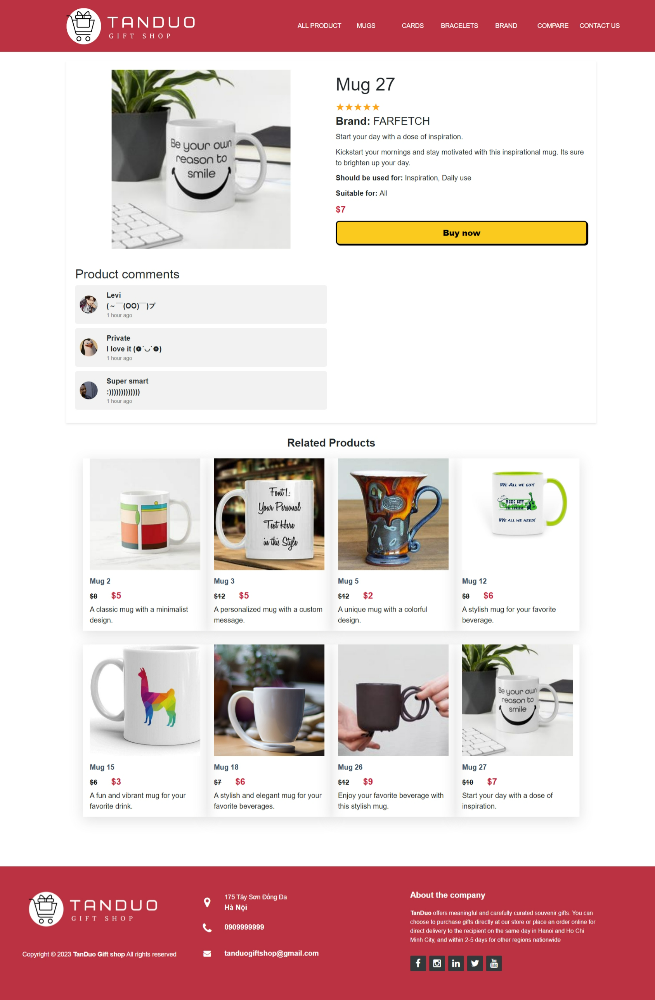 TANDUO
GIFT SHOP
ALL PRODUCT MUGS CARDS BRACELETS BRAND COMPARE CONTACT US
Be your own
reason to
smile
Mug 27
★★★★★
Brand: FARFETCH
Start your day with a dose of inspiration.
Kickstart your mornings and stay motivated with this inspirational mug. Its sure
to brighten up your day.
Should be used for: Inspiration, Daily use
Suitable for: All
$7
Buy now
Product comments
Levi
(～￣(OO)￣)ブ
1 hour ago
Private
I love it (❁´◡`❁)
1 hour ago
Super smart
:)))))))))))))
1 hour ago
Related Products
Font 1.:
Your Personal
Text Here
in this Style
WE ALL WE GOT!
MUSIC CITY
WE ALL WE NEED!
Mug 2
$8 $5
A classic mug with a minimalist
design.
Mug 3
$12 $5
A personalized mug with a custom
message.
Mug 5
$12 $2
A unique mug with a colorful
design.
Mug 12
$8 $6
A stylish mug for your favorite
beverage.
Be your own
reason to
smile
Mug 15
$6 $3
A fun and vibrant mug for your
favorite drink.
Mug 18
$7 $6
A stylish and elegant mug for your
favorite beverages.
Mug 26
$12 $9
Enjoy your favorite beverage with
this stylish mug.
Mug 27
$10 $7
Start your day with a dose of
inspiration.
TANDUO
GIFT SHOP
Copyright © 2023 TanDuo Gift shop All rights reserved
175 Tây Sơn Đống Đa
Hà Nội
0909999999
tanduogiftshop@gmail.com
About the company
TanDuo offers meaningful and carefully curated souvenir gifts. You can
choose to purchase gifts directly at our store or place an order online for
direct delivery to the recipient on the same day in Hanoi and Ho Chi
Minh City, and within 2-5 days for other regions nationwide
You
Tube